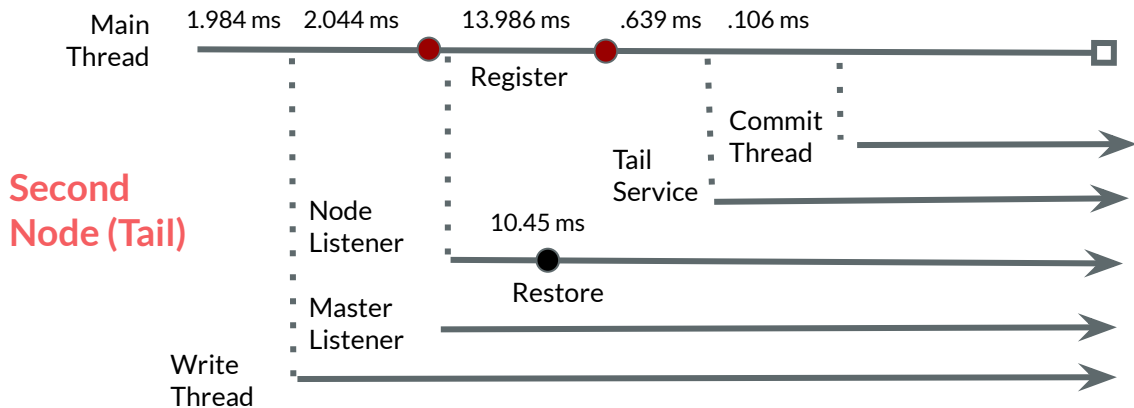 Main
Thread
1.984 ms
2.044 ms
13.986 ms
.639 ms
.106 ms
Register
Commit
Thread
Tail
Service
Second
Node (Tail)
Node
Listener
10.45 ms
Restore
Master
Listener
Write
Thread